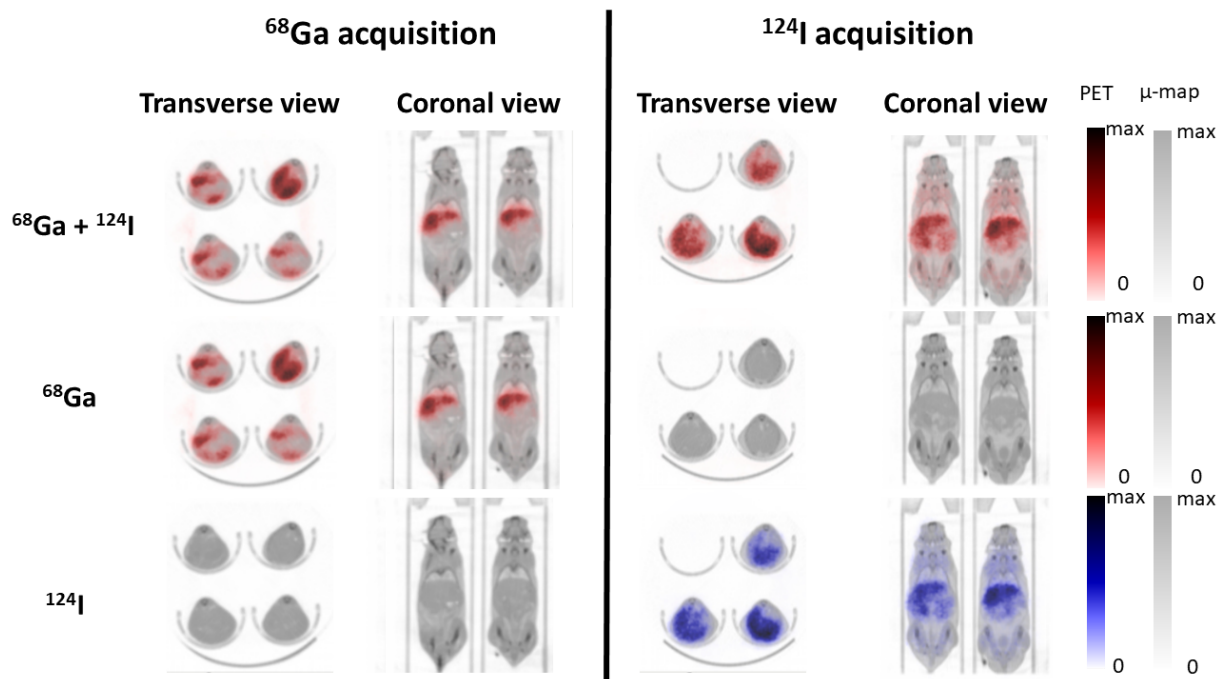 ⁶⁸Ga acquisition
¹²⁴I acquisition
Transverse view
Coronal view
Transverse view
Coronal view
PET
μ-map
⁶⁸Ga + ¹²⁴I
max
max
0
0
⁶⁸Ga
max
max
0
0
¹²⁴I
max
max
0
0